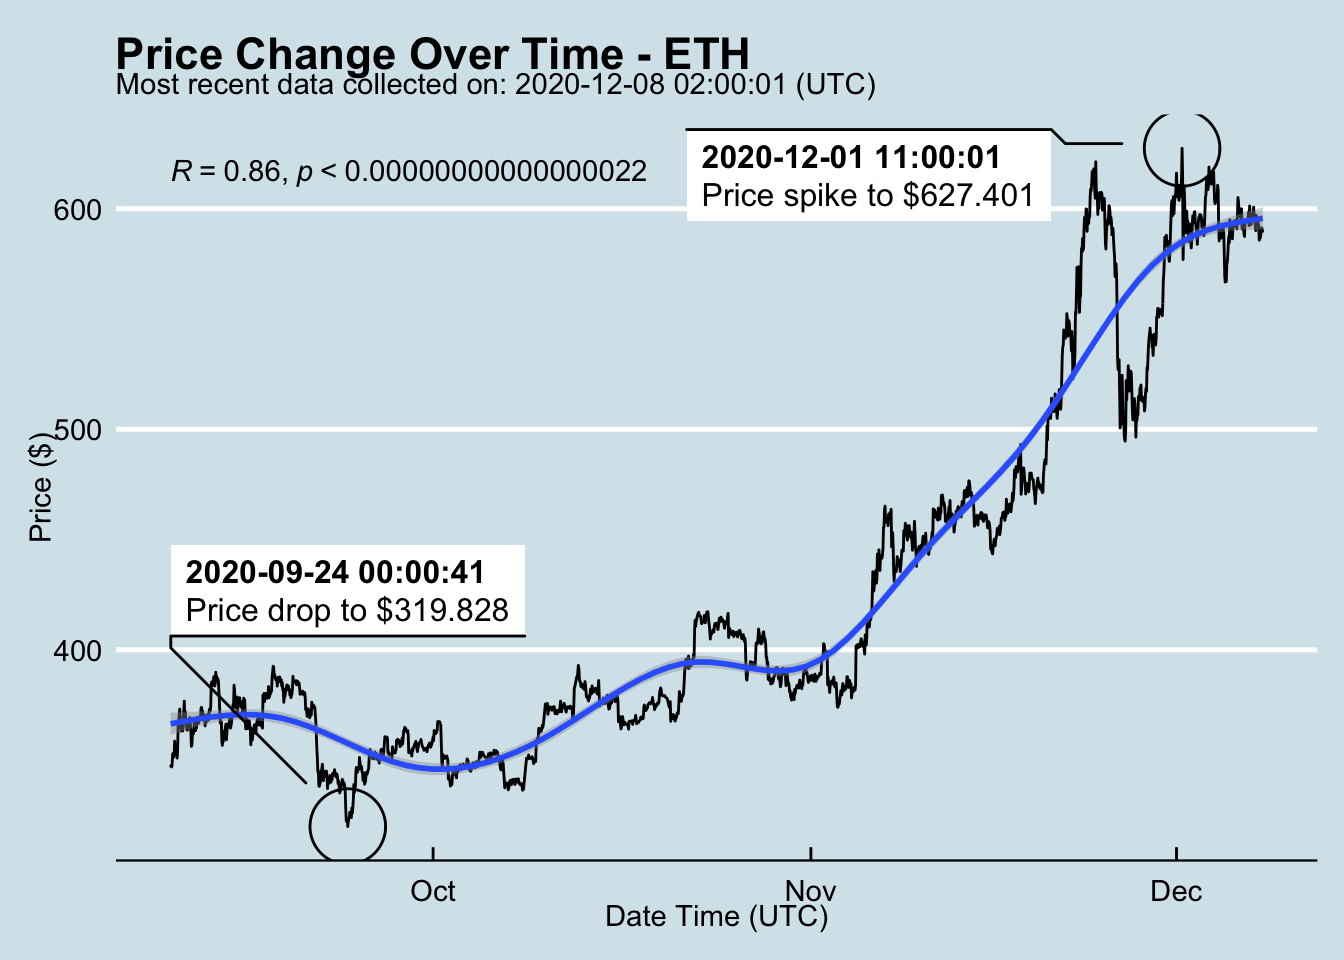 Price Change Over Time - ETH
Most recent data collected on: 2020-12-08 02:00:01 (UTC)
R = 0.86, p < 0.00000000000000022
2020-12-01 11:00:01
Price spike to $627.401
600
500
Price ($)
2020-09-24 00:00:41
Price drop to $319.828
400
Oct
Nov
Dec
Date Time (UTC)